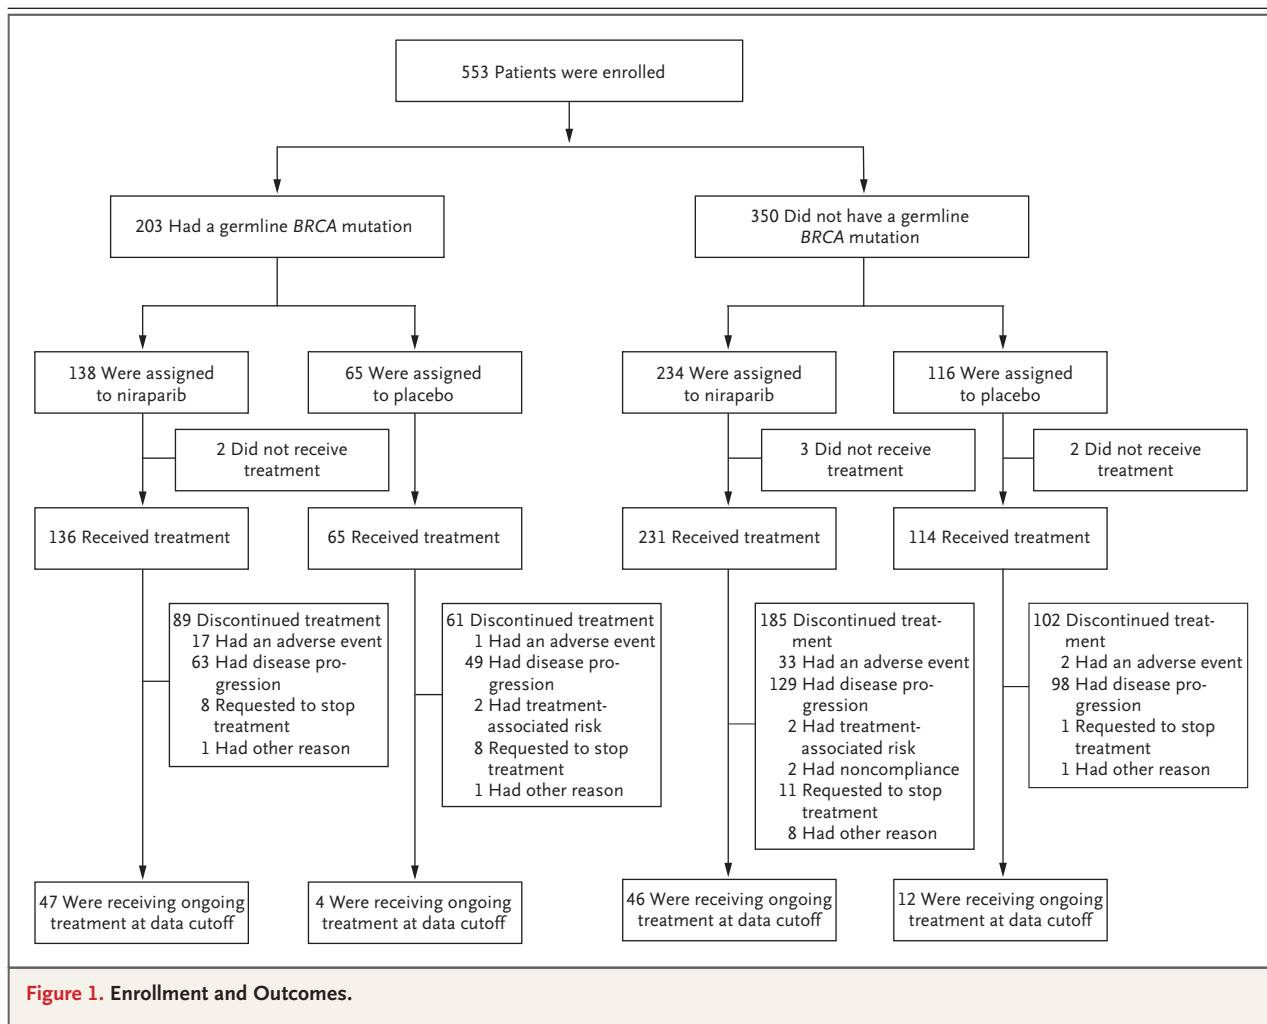 553 Patients were enrolled
203 Had a germline BRCA mutation
350 Did not have a germline
BRCA mutation
138 Were assigned
to niraparib
65 Were assigned
to placebo
234 Were assigned
to niraparib
116 Were assigned
to placebo
2 Did not receive
treatment
3 Did not receive
treatment
2 Did not receive
treatment
136 Received treatment
65 Received treatment
231 Received treatment
114 Received treatment
89 Discontinued treatment
17 Had an adverse event
63 Had disease pro-
gression
8 Requested to stop
treatment
1 Had other reason
61 Discontinued treatment
1 Had an adverse event
49 Had disease pro-
gression
2 Had treatment-
associated risk
8 Requested to stop
treatment
1 Had other reason
185 Discontinued treat-
ment
33 Had an adverse event
129 Had disease pro-
gression
2 Had treatment-
associated risk
2 Had noncompliance
11 Requested to stop
treatment
8 Had other reason
102 Discontinued treat-
ment
2 Had an adverse event
98 Had disease pro-
gression
1 Requested to stop
treatment
1 Had other reason
47 Were receiving ongoing
treatment at data cutoff
4 Were receiving ongoing
treatment at data cutoff
46 Were receiving ongoing
treatment at data cutoff
12 Were receiving ongoing
treatment at data cutoff
Figure 1. Enrollment and Outcomes.